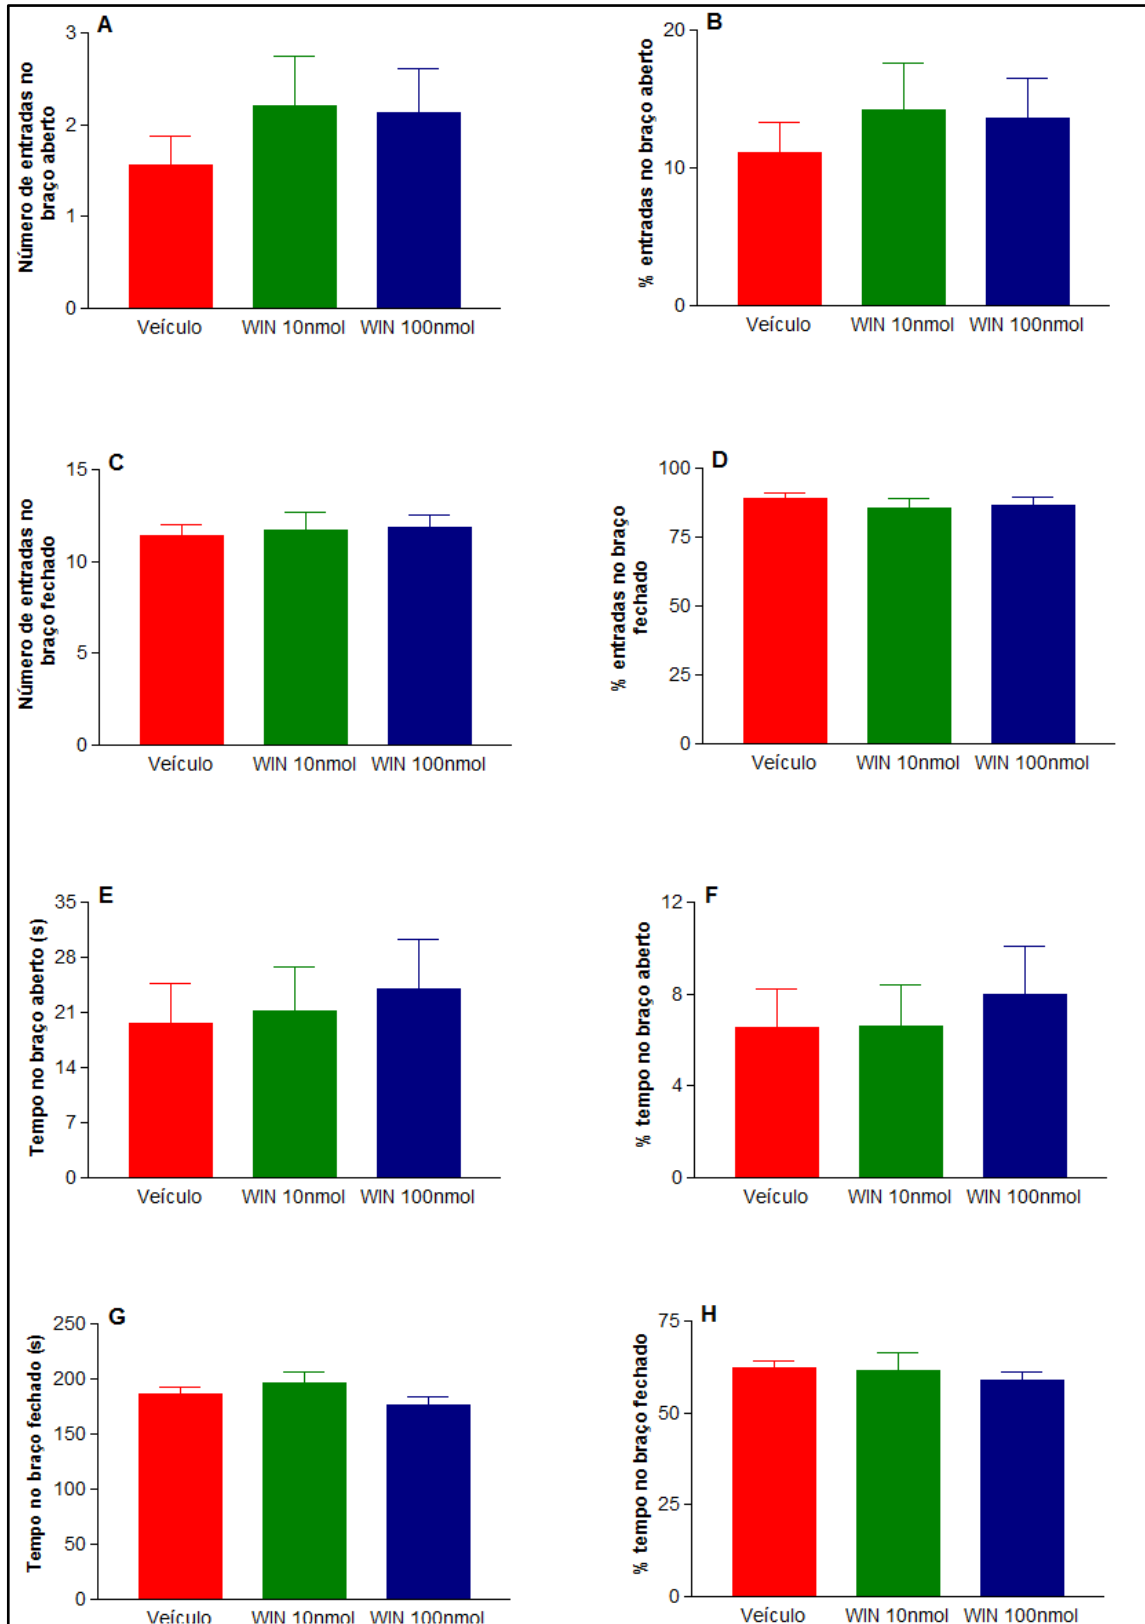 A
Número de entradas no
braço aberto
3
2
1
0
Veículo WIN 10nmol WIN 100nmol
B
% entradas no braço aberto
20
10
0
Veículo WIN 10nmol WIN 100nmol
C
Número de entradas no
braço fechado
15
10
5
0
Veículo WIN 10nmol WIN 100nmol
D
% entradas no braço
fechado
100
75
50
25
0
Veículo WIN 10nmol WIN 100nmol
E
Tempo no braço aberto (s)
35
28
21
14
7
0
Veículo WIN 10nmol WIN 100nmol
F
% tempo no braço aberto
12
8
4
0
Veículo WIN 10nmol WIN 100nmol
G
Tempo no braço fechado (s)
250
200
150
100
50
0
Veículo WIN 10nmol WIN 100nmol
H
% tempo no braço fechado
75
50
25
0
Veículo WIN 10nmol WIN 100nmol